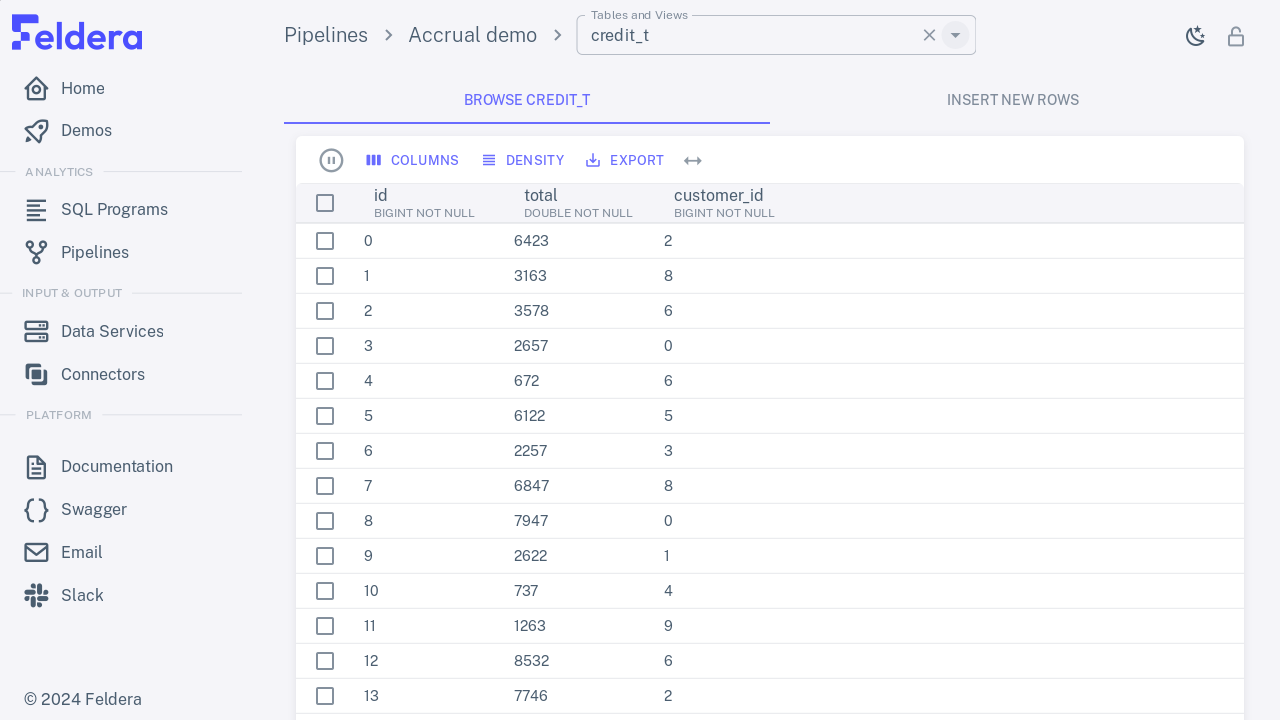 Feldera
Home
Demos
ANALYTICS
SQL Programs
Pipelines
INPUT & OUTPUT
Data Services
Connectors
PLATFORM
Documentation
Swagger
Email
Slack
© 2024 Feldera
Pipelines
Accrual demo
Tables and Views
credit_t
BROWSE CREDIT_T
INSERT NEW ROWS
COLUMNS
DENSITY
EXPORT
id total customer_id
BIGINT NOT NULL DOUBLE NOT NULL BIGINT NOT NULL
0 6423 2
1 3163 8
2 3578 6
3 2657 0
4 672 6
5 6122 5
6 2257 3
7 6847 8
8 7947 0
9 2622 1
10 737 4
11 1263 9
12 8532 6
13 7746 2